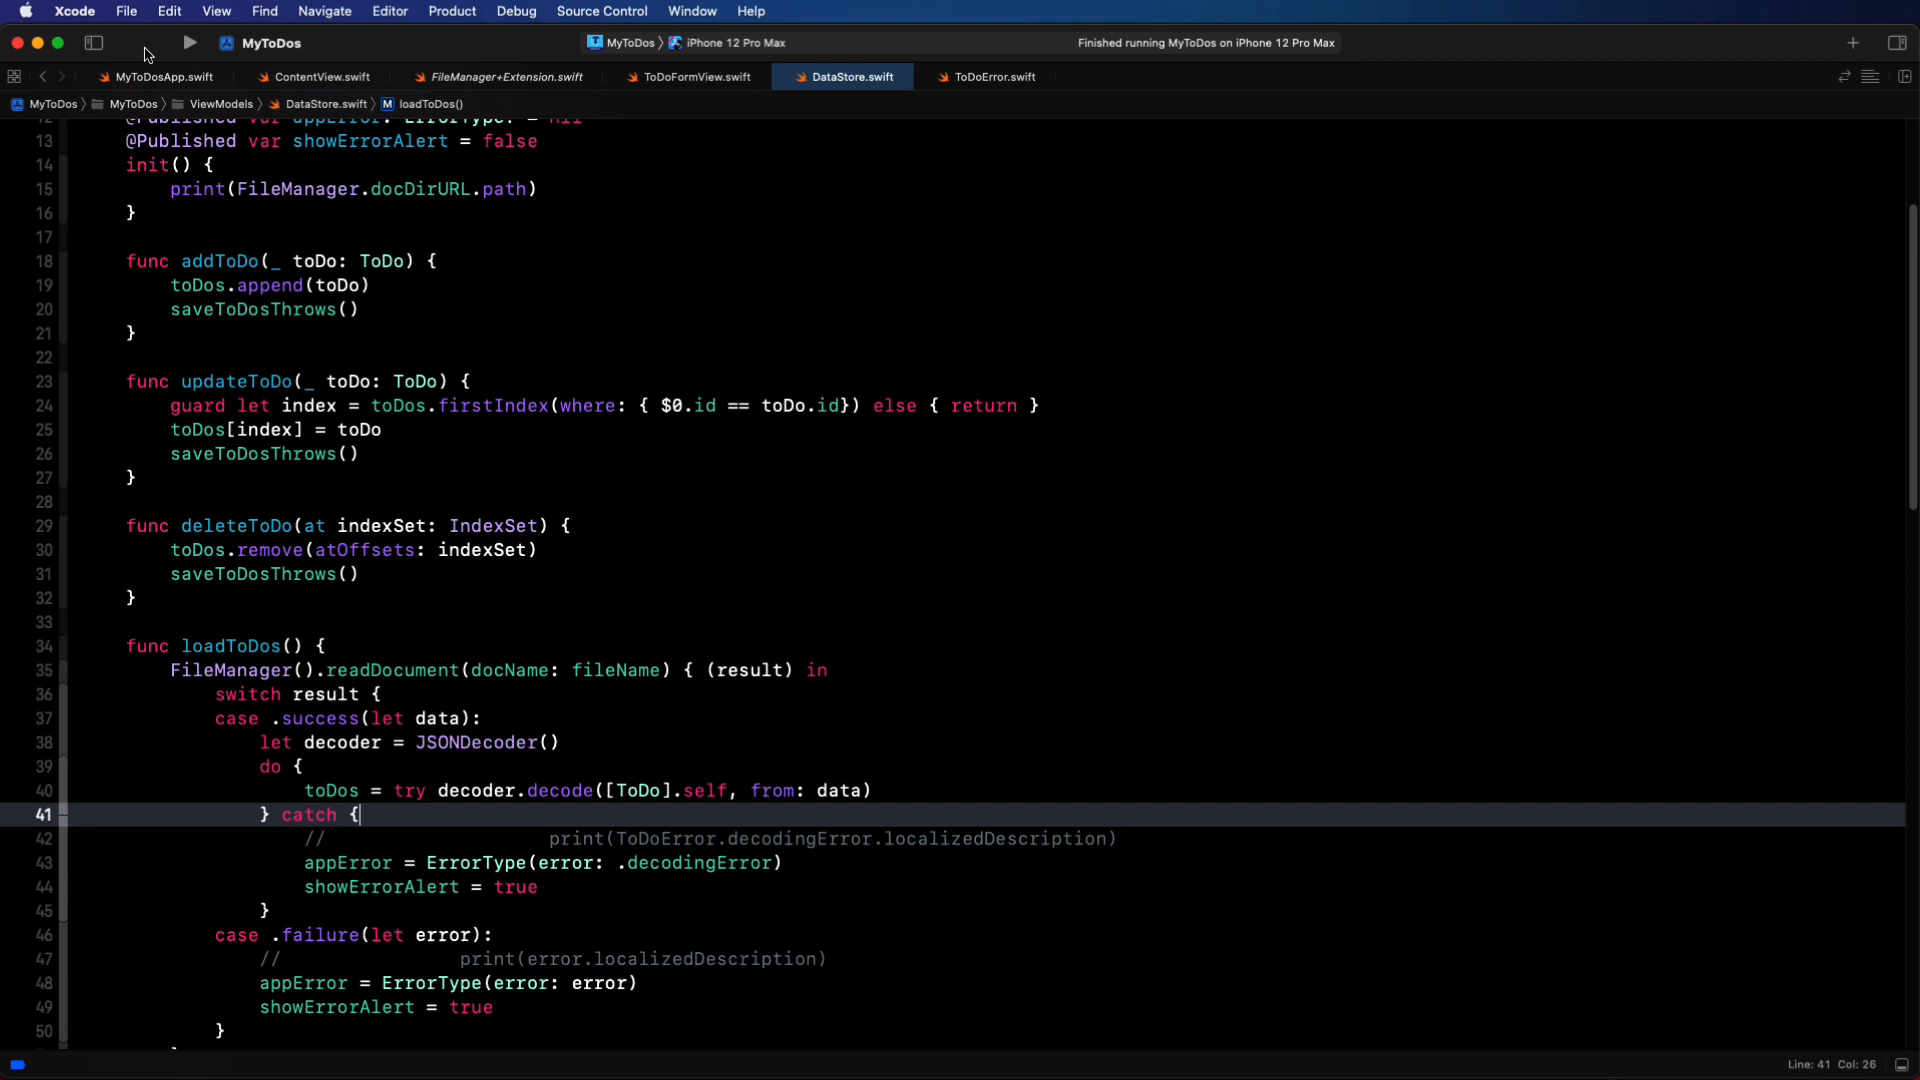 Xcode File Edit View Find Navigate Editor Product Debug Source Control Window Help
MyToDos MyToDos iPhone 12 Pro Max Finished running MyToDos on iPhone 12 Pro Max
MyToDosApp.swift ContentView.swift FileManager+Extension.swift ToDoFormView.swift DataStore.swift ToDoError.swift
MyToDos MyToDos ViewModels DataStore.swift M loadToDos()
12 @Published var appError: ErrorType? = nil
13 @Published var showErrorAlert = false
14 init() {
15 print(FileManager.docDirURL.path)
16 }
17
18 func addToDo(_ toDo: ToDo) {
19 toDos.append(toDo)
20 saveToDosThrows()
21 }
22
23 func updateToDo(_ toDo: ToDo) {
24 guard let index = toDos.firstIndex(where: { $0.id == toDo.id}) else { return }
25 toDos[index] = toDo
26 saveToDosThrows()
27 }
28
29 func deleteToDo(at indexSet: IndexSet) {
30 toDos.remove(atOffsets: indexSet)
31 saveToDosThrows()
32 }
33
34 func loadToDos() {
35 FileManager().readDocument(docName: fileName) { (result) in
36 switch result {
37 case .success(let data):
38 let decoder = JSONDecoder()
39 do {
40 toDos = try decoder.decode([ToDo].self, from: data)
41 } catch {
42 // print(ToDoError.decodingError.localizedDescription)
43 appError = ErrorType(error: .decodingError)
44 showErrorAlert = true
45 }
46 case .failure(let error):
47 // print(error.localizedDescription)
48 appError = ErrorType(error: error)
49 showErrorAlert = true
50 }
Line: 41 Col: 26